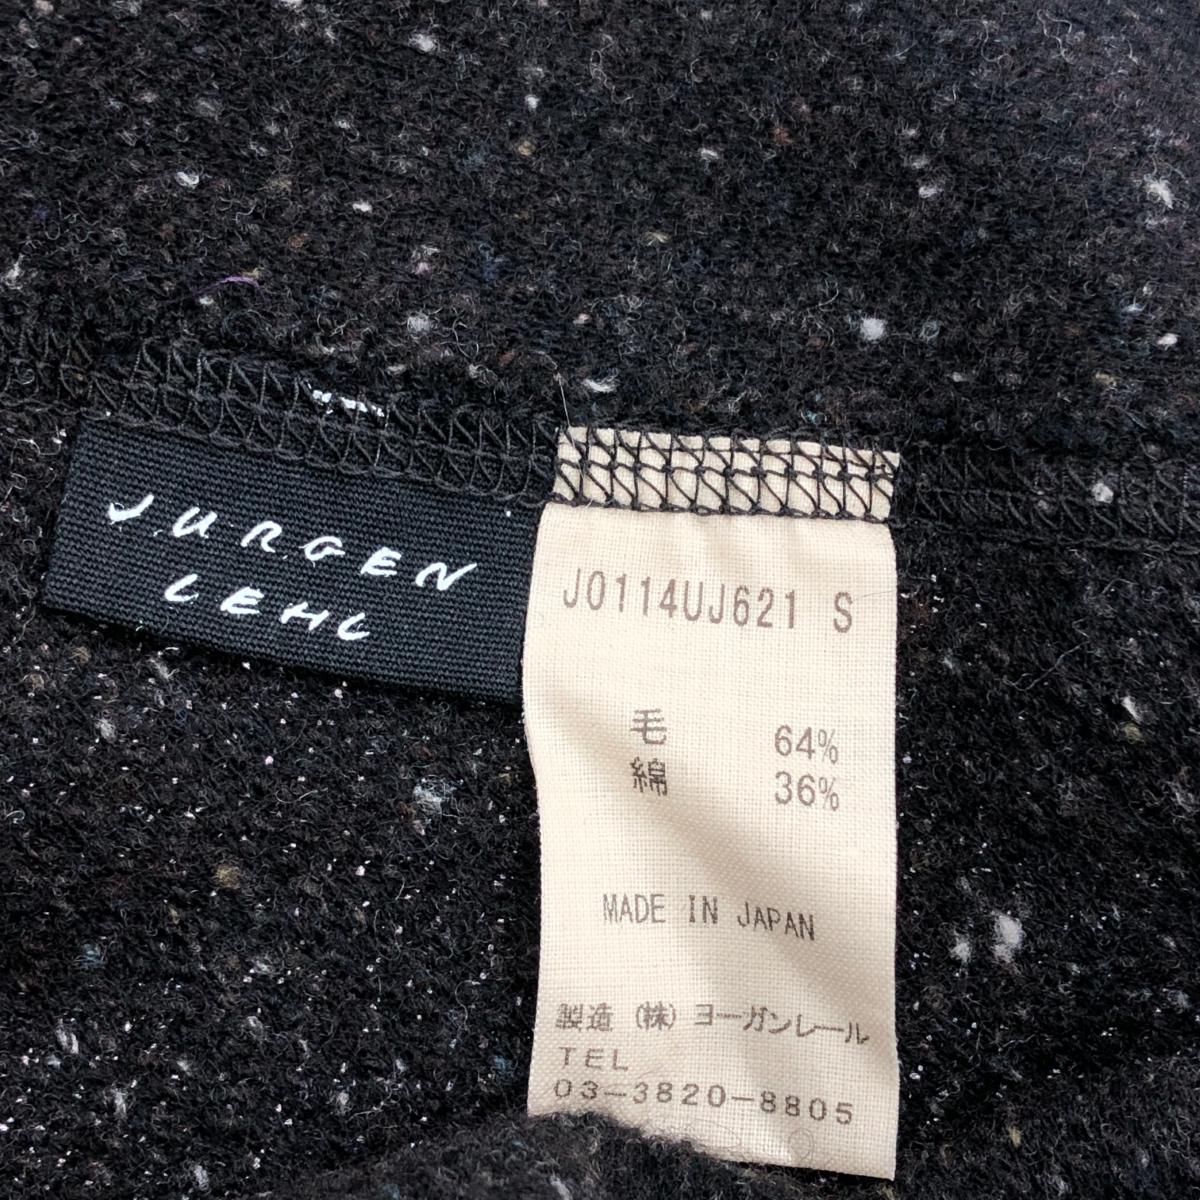 JURGEN
LEHL
J0114UJ621 S
毛 64%
綿 36%
MADE IN JAPAN
製造 (株) ヨーガンレール
TEL
03-3820-8805